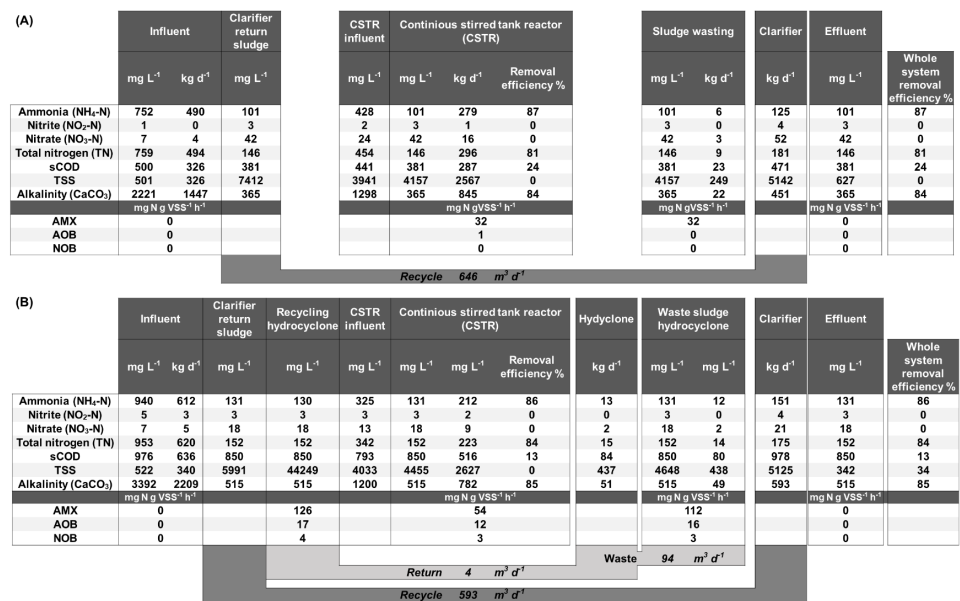 (A)
Influent Clarifier return sludge CSTR influent Continious stirred tank reactor (CSTR) Sludge wasting Clarifier Effluent Whole system removal efficiency %
mg L-1 kg d-1 mg L-1 mg L-1 mg L-1 kg d-1 Removal efficiency % mg L-1 kg d-1 mg L-1 mg L-1
Ammonia (NH4-N) 752 490 101 428 101 279 87 101 6 125 101 87
Nitrite (NO2-N) 1 0 3 2 3 1 0 3 0 4 3 0
Nitrate (NO3-N) 7 4 42 24 42 16 0 42 3 52 42 0
Total nitrogen (TN) 759 494 146 454 146 296 81 146 9 181 146 81
sCOD 500 326 381 441 381 287 24 381 23 471 381 24
TSS 501 326 7412 3941 4157 2567 0 4157 249 5142 627 0
Alkalinity (CaCO3) 2221 1447 365 1298 365 845 84 365 22 451 365 84
mg N g VSS-1 h-1 mg N gVSS-1 h-1 mg N g VSS-1 h-1 mg N g VSS-1 h-1
AMX 0 32 32 0
AOB 0 1 0 0
NOB 0 0 0 0
Recycle 646 m3 d-1
(B)
Influent Clarifier return sludge Recycling hydrocyclone CSTR influent Continious stirred tank reactor (CSTR) Hydyclone Waste sludge hydrocyclone Clarifier Effluent Whole system removal efficiency %
mg L-1 kg d-1 mg L-1 mg L-1 mg L-1 mg L-1 mg L-1 Removal efficiency % kg d-1 mg L-1 mg L-1 mg L-1 mg L-1
Ammonia (NH4-N) 940 612 131 130 325 131 212 86 13 131 12 151 131 86
Nitrite (NO2-N) 5 3 3 3 3 3 2 0 0 3 0 4 3 0
Nitrate (NO3-N) 7 5 18 18 13 18 9 0 2 18 2 21 18 0
Total nitrogen (TN) 953 620 152 152 342 152 223 84 15 152 14 175 152 84
sCOD 976 636 850 850 793 850 516 13 84 850 80 978 850 13
TSS 522 340 5991 44249 4033 4455 2627 0 437 4648 438 5125 342 34
Alkalinity (CaCO3) 3392 2209 515 515 1200 515 782 85 51 515 49 593 515 85
mg N g VSS-1 h-1 mg N g VSS-1 h-1 mg N g VSS-1 h-1 mg N g VSS-1 h-1
AMX 0 126 54 112 0
AOB 0 17 12 16 0
NOB 0 4 3 3 0
Waste 94 m3 d-1
Return 4 m3 d-1
Recycle 593 m3 d-1